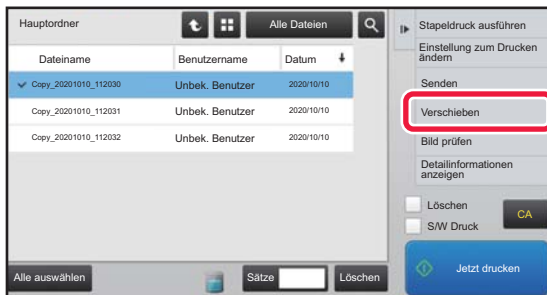 Hauptordner
Alle Dateien
Dateiname Benutzername Datum
Copy_20201010_112030 Unbek. Benutzer 2020/10/10
Copy_20201010_112031 Unbek. Benutzer 2020/10/10
Copy_20201010_112032 Unbek. Benutzer 2020/10/10
Alle auswählen
Sätze
Löschen
Stapeldruck ausführen
Einstellung zum Drucken
ändern
Senden
Verschieben
Bild prüfen
Detailinformationen
anzeigen
Löschen
S/W Druck
CA
Jetzt drucken